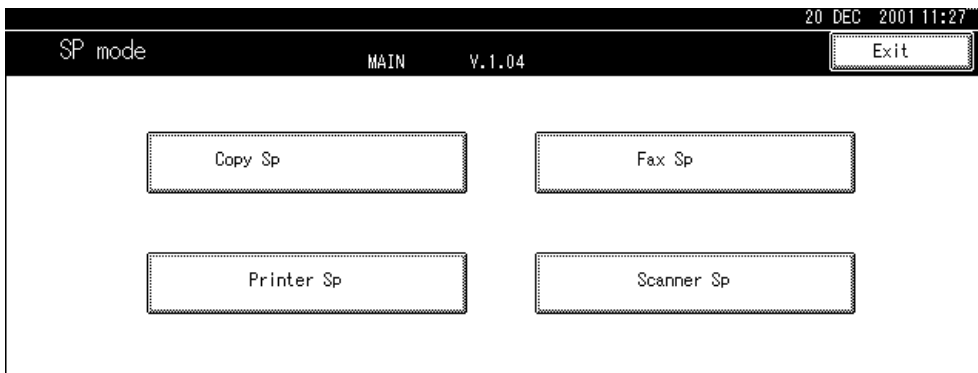 20 DEC 2001 11:27
SP mode MAIN V.1.04 Exit
Copy Sp Fax Sp
Printer Sp Scanner Sp